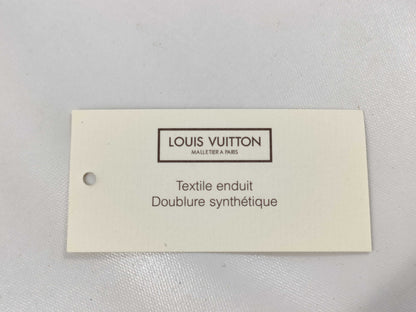 LOUIS VUITTON
MALLETIER A PARIS
Textile enduit
Doublure synthétique